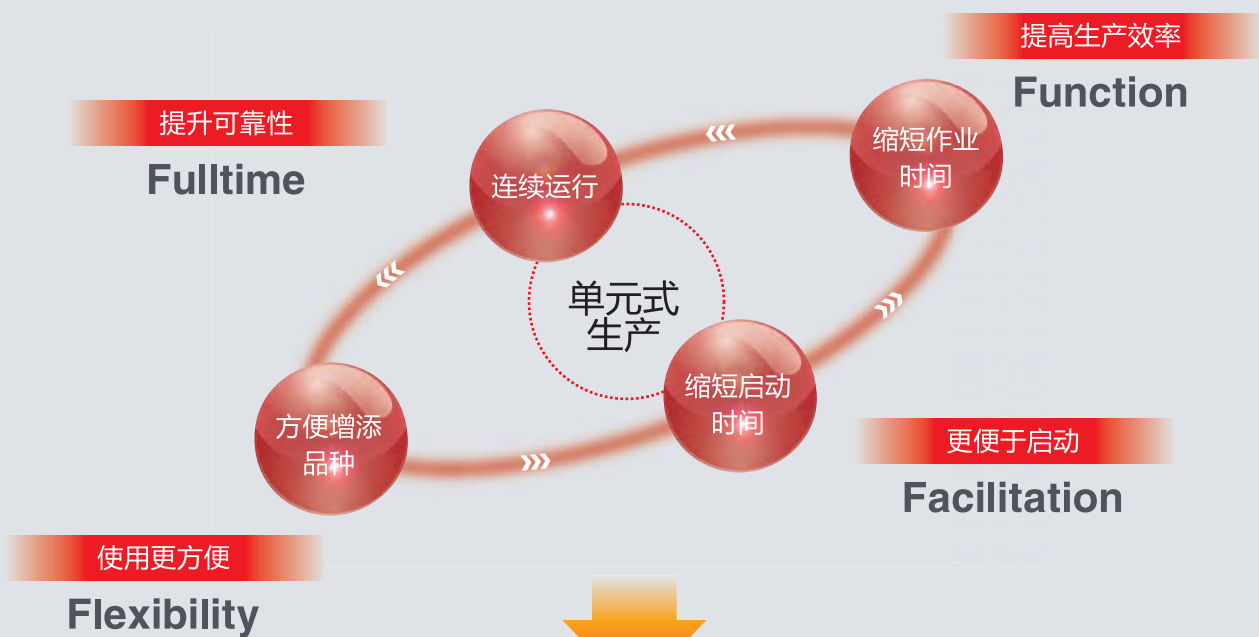 提高生产效率
Function
提升可靠性
Fulltime
缩短作业
时间
连续运行
单元式
生产
缩短启动
时间
方便增添
品种
更便于启动
Facilitation
使用更方便
Flexibility